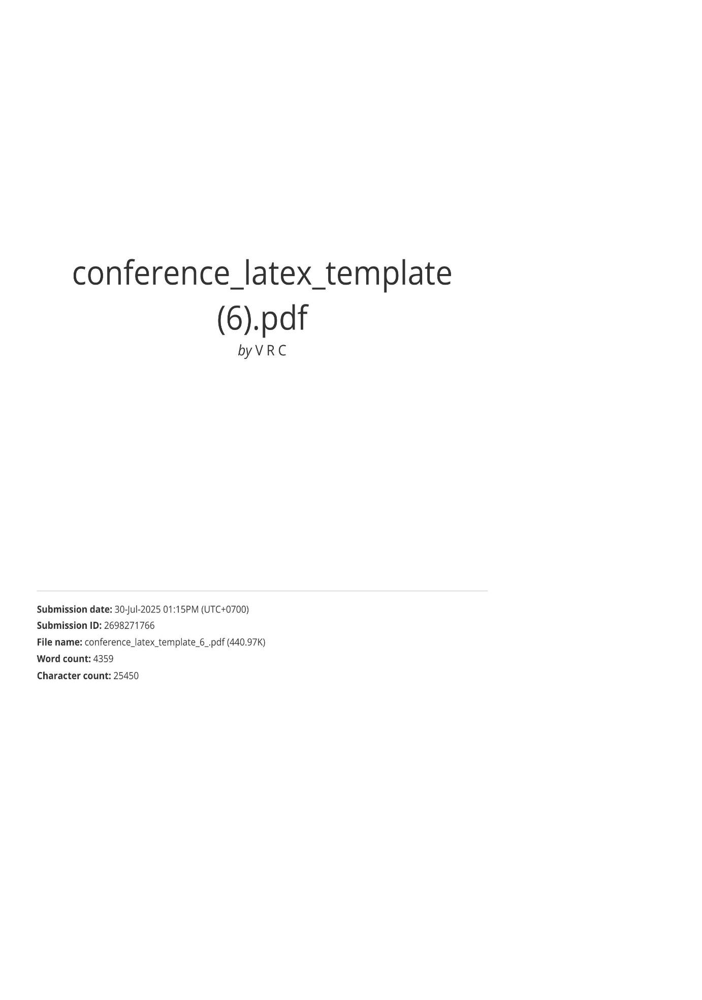 conference_latex_template
(6).pdf
by V R C
Submission date: 30-Jul-2025 01:15PM (UTC+0700)
Submission ID: 2698271766
File name: conference_latex_template_6_.pdf (440.97K)
Word count: 4359
Character count: 25450